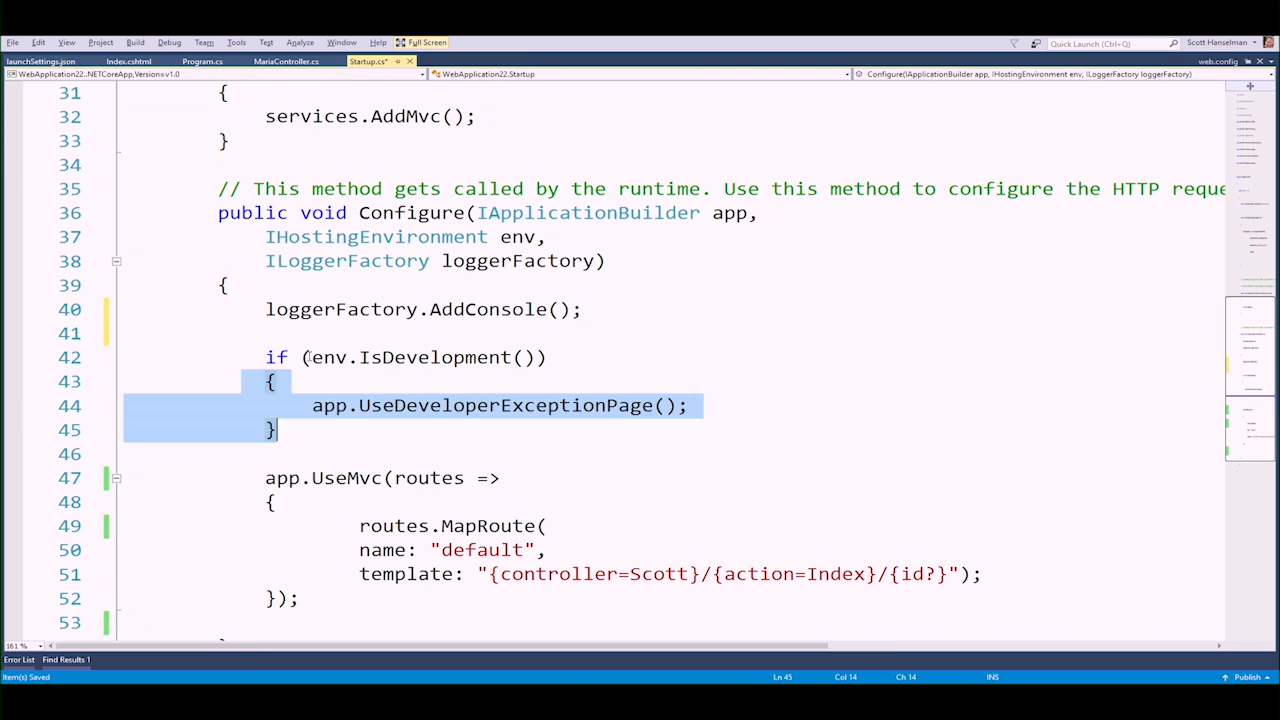 File Edit View Project Build Debug Team Tools Test Analyze Window Help Full Screen Quick Launch (Ctrl+Q) Scott Hanselman
launchSettings.json Index.cshtml Program.cs MariaController.cs Startup.cs* web.config
WebApplication22..NETCoreApp,Version=v1.0 WebApplication22.Startup Configure(IApplicationBuilder app, IHostingEnvironment env, ILoggerFactory loggerFactory)
31 {
32 services.AddMvc();
33 }
34
35 // This method gets called by the runtime. Use this method to configure the HTTP reque
36 public void Configure(IApplicationBuilder app,
37 IHostingEnvironment env,
38 ILoggerFactory loggerFactory)
39 {
40 loggerFactory.AddConsole();
41
42 if (env.IsDevelopment())
43 {
44 app.UseDeveloperExceptionPage();
45 }
46
47 app.UseMvc(routes =>
48 {
49 routes.MapRoute(
50 name: "default",
51 template: "{controller=Scott}/{action=Index}/{id?}");
52 });
53
161 %
Error List Find Results 1
Item(s) Saved Ln 45 Col 14 Ch 14 INS Publish